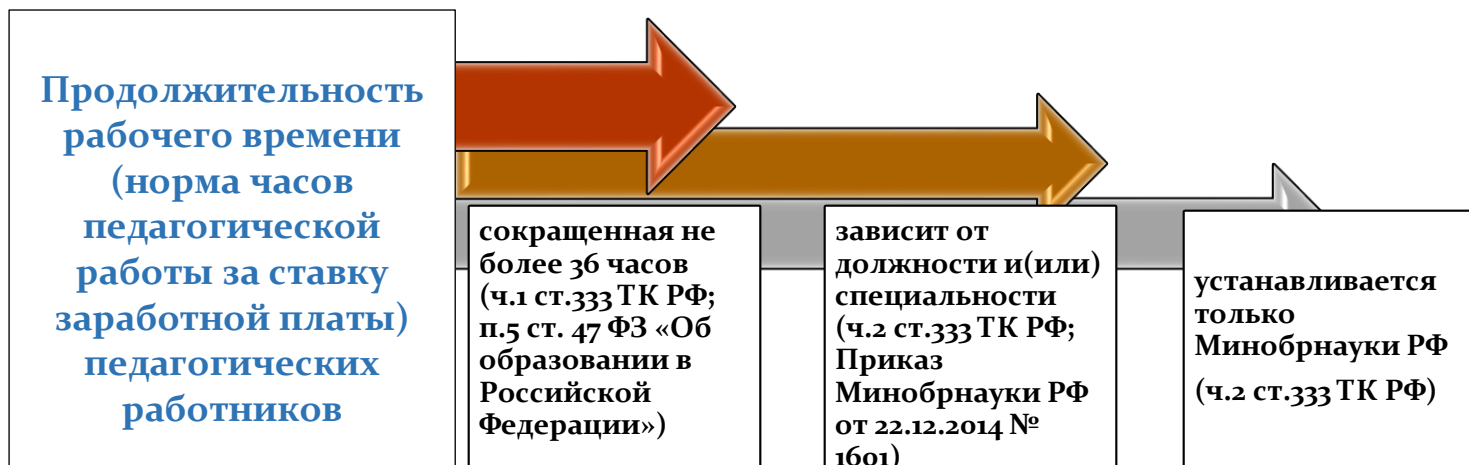 Продолжительность
рабочего времени
(норма часов
педагогической
работы за ставку
заработной платы)
педагогических
работников
сокращенная не
более 36 часов
(ч.1 ст.333 ТК РФ;
п.5 ст. 47 ФЗ «Об
образовании в
Российской
Федерации»)
зависит от
должности и(или)
специальности
(ч.2 ст.333 ТК РФ;
Приказ
Минобрнауки РФ
от 22.12.2014 №
1601)
устанавливается
только
Минобрнауки РФ
(ч.2 ст.333 ТК РФ)